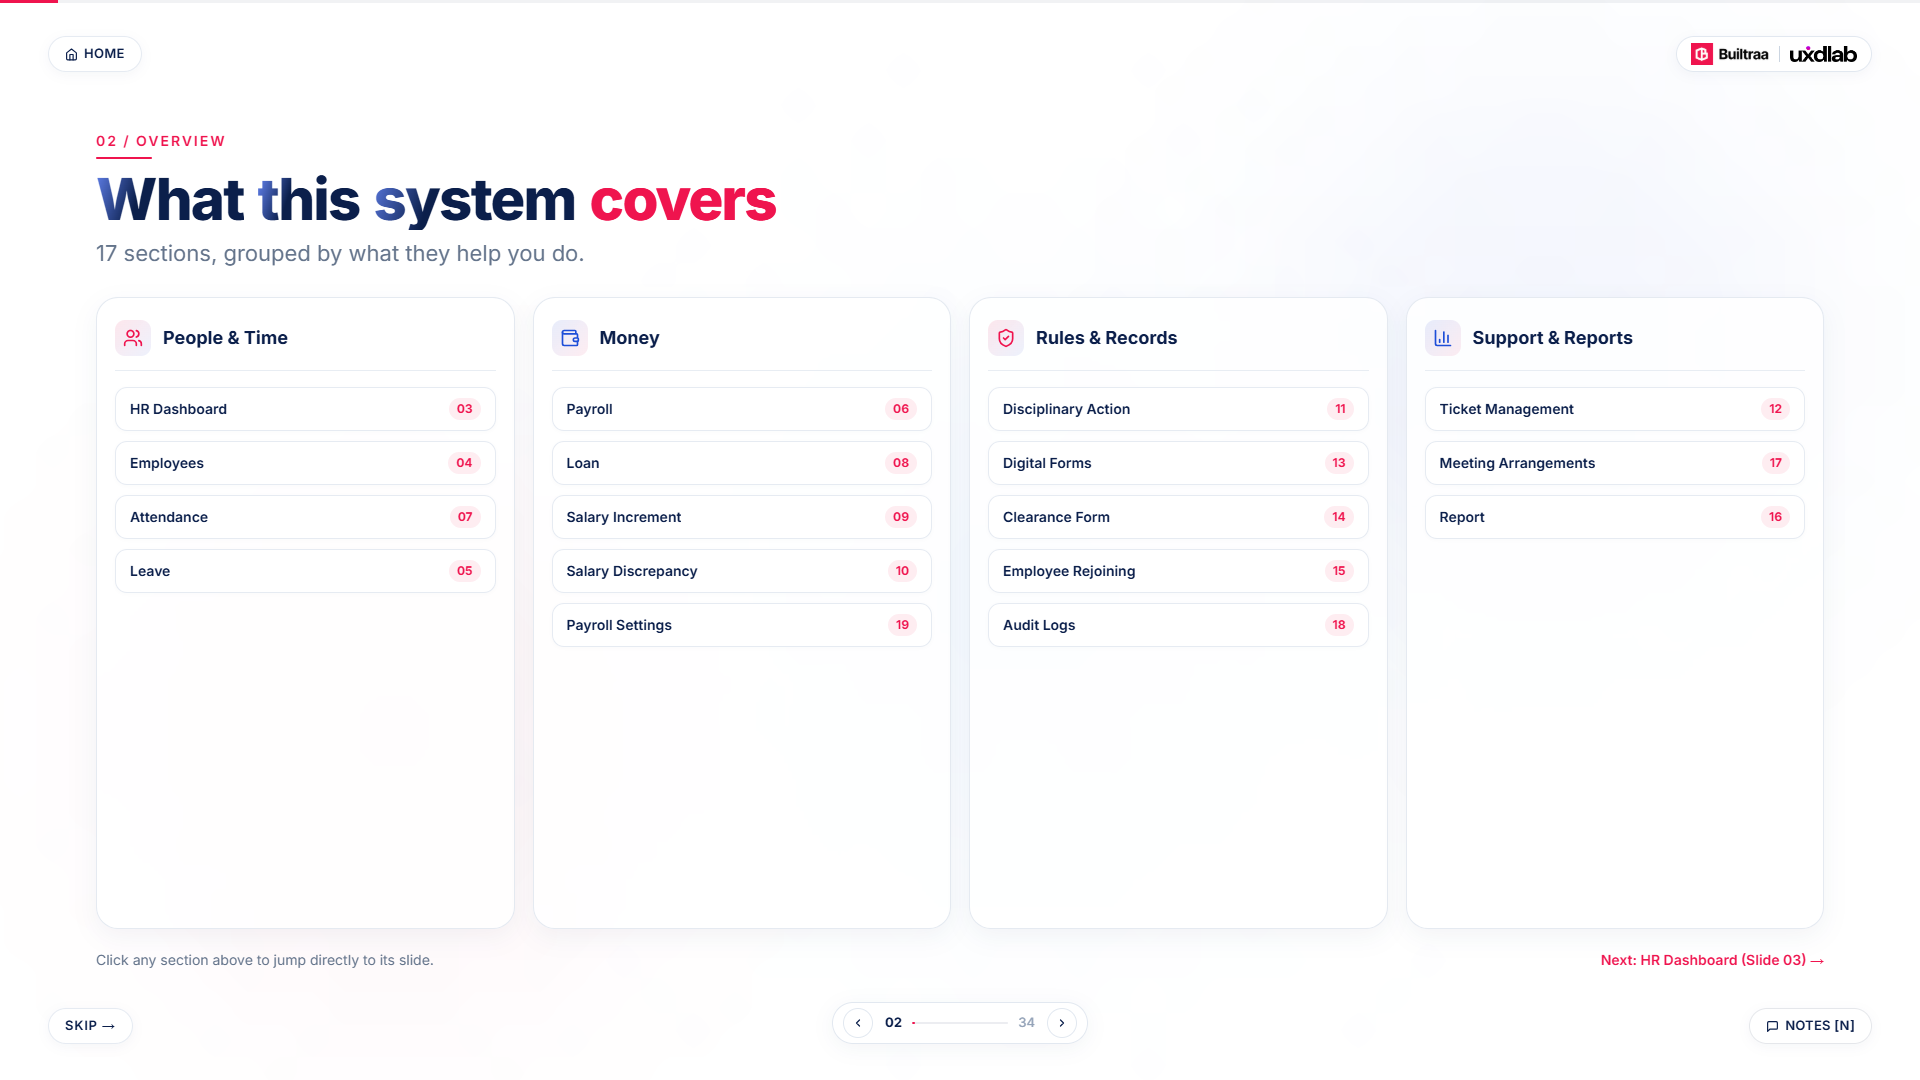 HOME
Builtraa
uxdlab
02 / OVERVIEW
What this system covers
17 sections, grouped by what they help you do.
People & Time
HR Dashboard 03
Employees 04
Attendance 07
Leave 05
Money
Payroll 06
Loan 08
Salary Increment 09
Salary Discrepancy 10
Payroll Settings 19
Rules & Records
Disciplinary Action 11
Digital Forms 13
Clearance Form 14
Employee Rejoining 15
Audit Logs 18
Support & Reports
Ticket Management 12
Meeting Arrangements 17
Report 16
Click any section above to jump directly to its slide.
Next: HR Dashboard (Slide 03) →
SKIP →
02 34
NOTES [N]